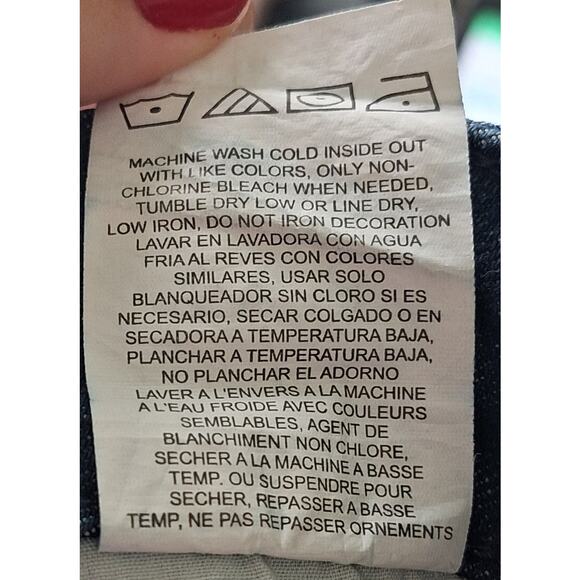 MACHINE WASH COLD INSIDE OUT
WITH LIKE COLORS, ONLY NON-
CHLORINE BLEACH WHEN NEEDED,
TUMBLE DRY LOW OR LINE DRY,
LOW IRON, DO NOT IRON DECORATION
LAVAR EN LAVADORA CON AGUA
FRIA AL REVES CON COLORES
SIMILARES, USAR SOLO
BLANQUEADOR SIN CLORO SI ES
NECESARIO, SECAR COLGADO O EN
SECADORA A TEMPERATURA BAJA,
PLANCHAR A TEMPERATURA BAJA,
NO PLANCHAR EL ADORNO
LAVER A L'ENVERS A LA MACHINE
A L'EAU FROIDE AVEC COULEURS
SEMBLABLES, AGENT DE
BLANCHIMENT NON CHLORE,
SECHER A LA MACHINE A BASSE
TEMP. OU SUSPENDRE POUR
SECHER, REPASSER A BASSE
TEMP, NE PAS REPASSER ORNEMENTS